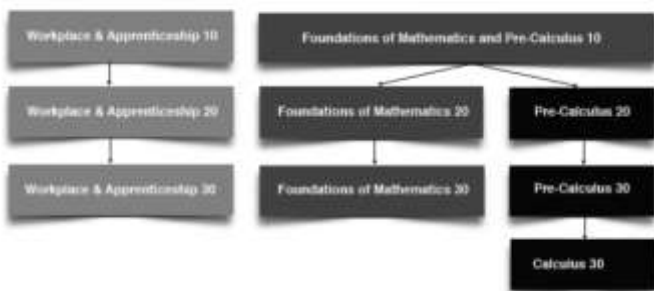 Workplace & Apprenticeship 10
Foundations of Mathematics and Pre-Calculus 10
Workplace & Apprenticeship 20
Foundations of Mathematics 20
Pre-Calculus 20
Workplace & Apprenticeship 30
Foundations of Mathematics 30
Pre-Calculus 30
Calculus 30